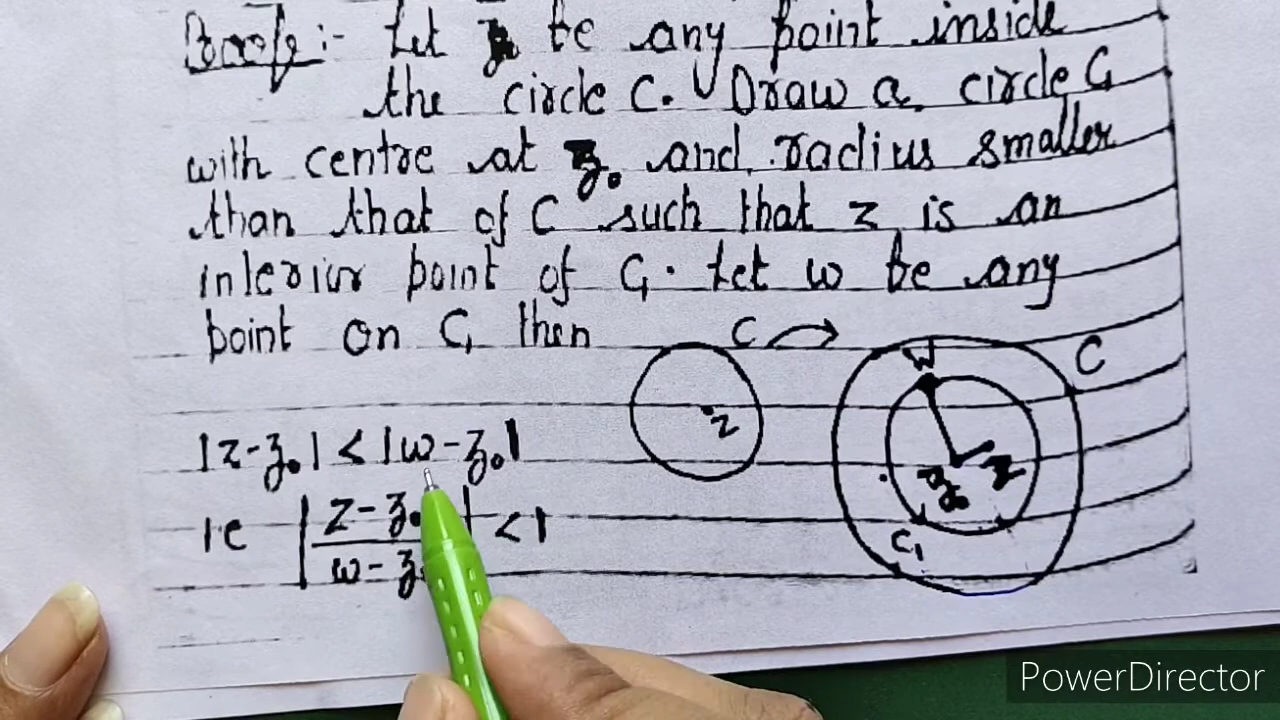 Proof:- Let z be any point inside
the circle C. Draw a circle C₁
with centre at z₀ and radius smaller
than that of C such that z is an
interior point of C₁. Let w be any
point on C₁ then
C
W
C
|z-z₀| < |w-z₀|
z
z₀ z
ie |z-z₀ / w-z₀| < 1
C₁
PowerDirector